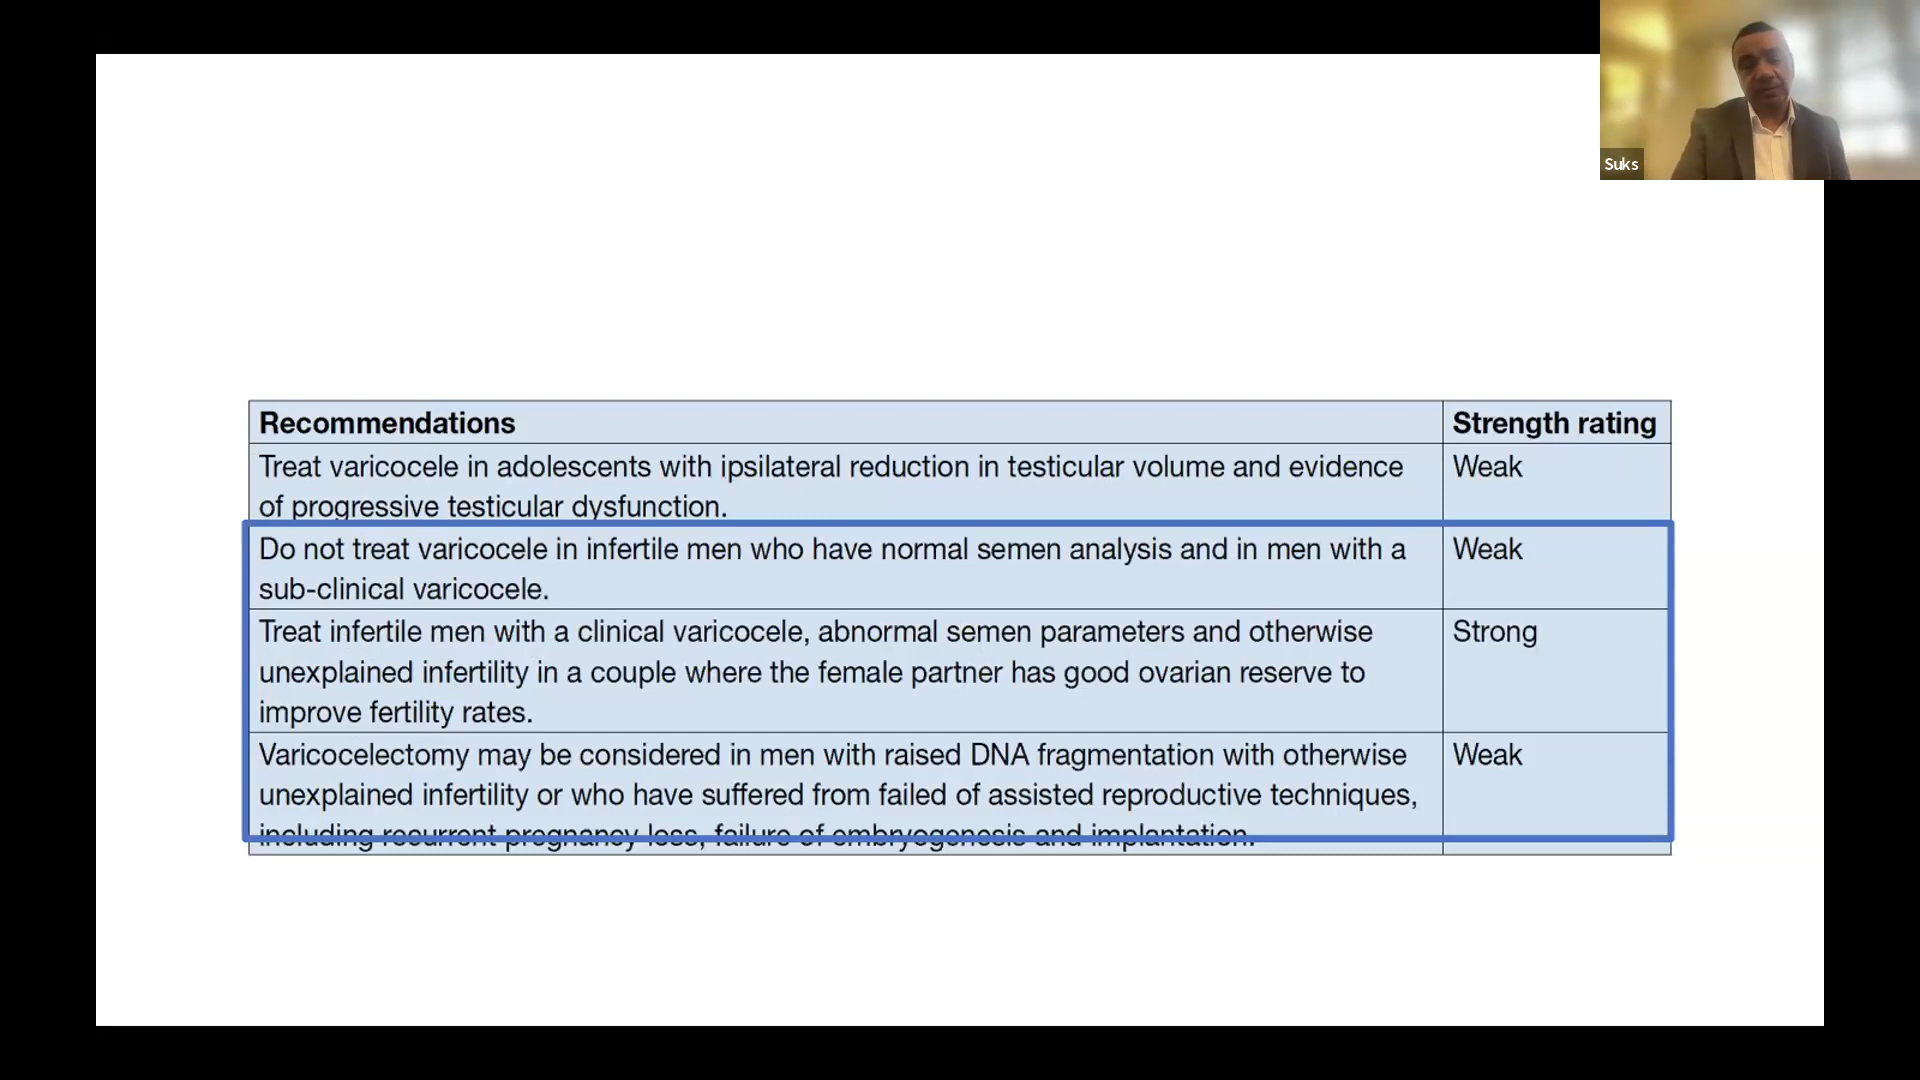 Suks
Recommendations Strength rating
Treat varicocele in adolescents with ipsilateral reduction in testicular volume and evidence Weak
of progressive testicular dysfunction.
Do not treat varicocele in infertile men who have normal semen analysis and in men with a Weak
sub-clinical varicocele.
Treat infertile men with a clinical varicocele, abnormal semen parameters and otherwise Strong
unexplained infertility in a couple where the female partner has good ovarian reserve to
improve fertility rates.
Varicocelectomy may be considered in men with raised DNA fragmentation with otherwise Weak
unexplained infertility or who have suffered from failed of assisted reproductive techniques,
including recurrent pregnancy loss, failure of embryogenesis and implantation.